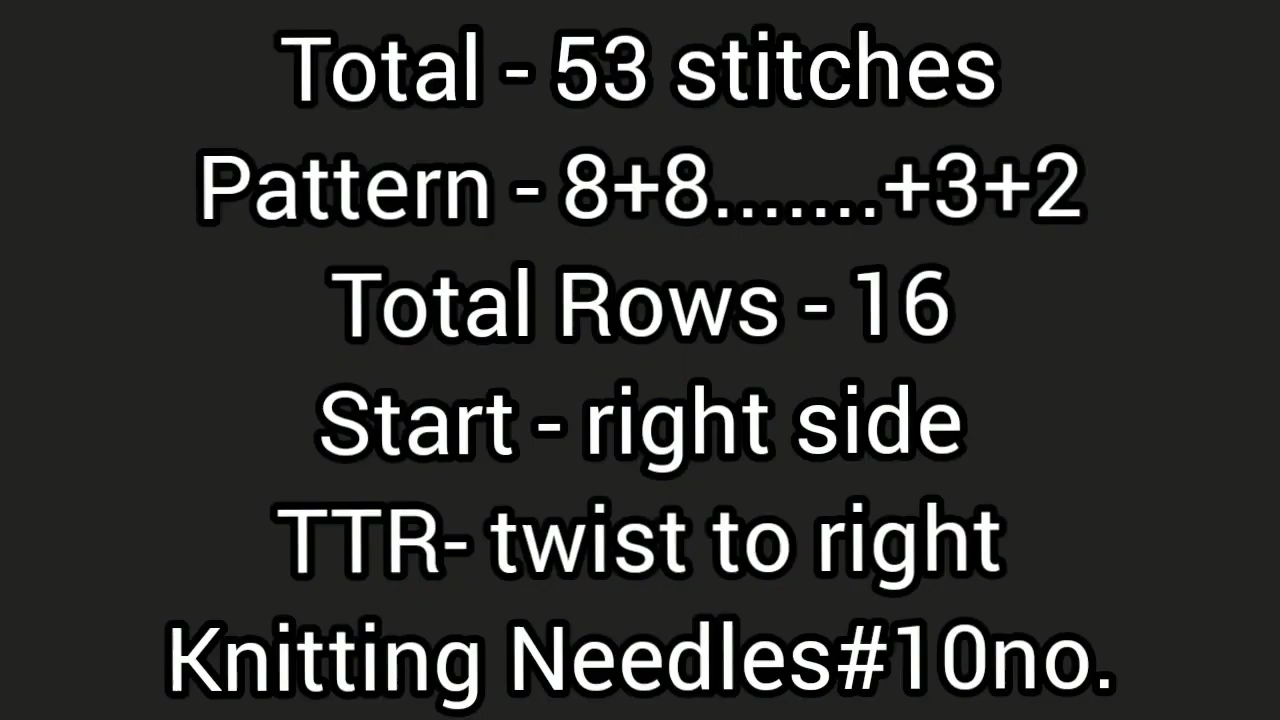 Total - 53 stitches
Pattern - 8+8.......+3+2
Total Rows - 16
Start - right side
TTR- twist to right
Knitting Needles#10no.